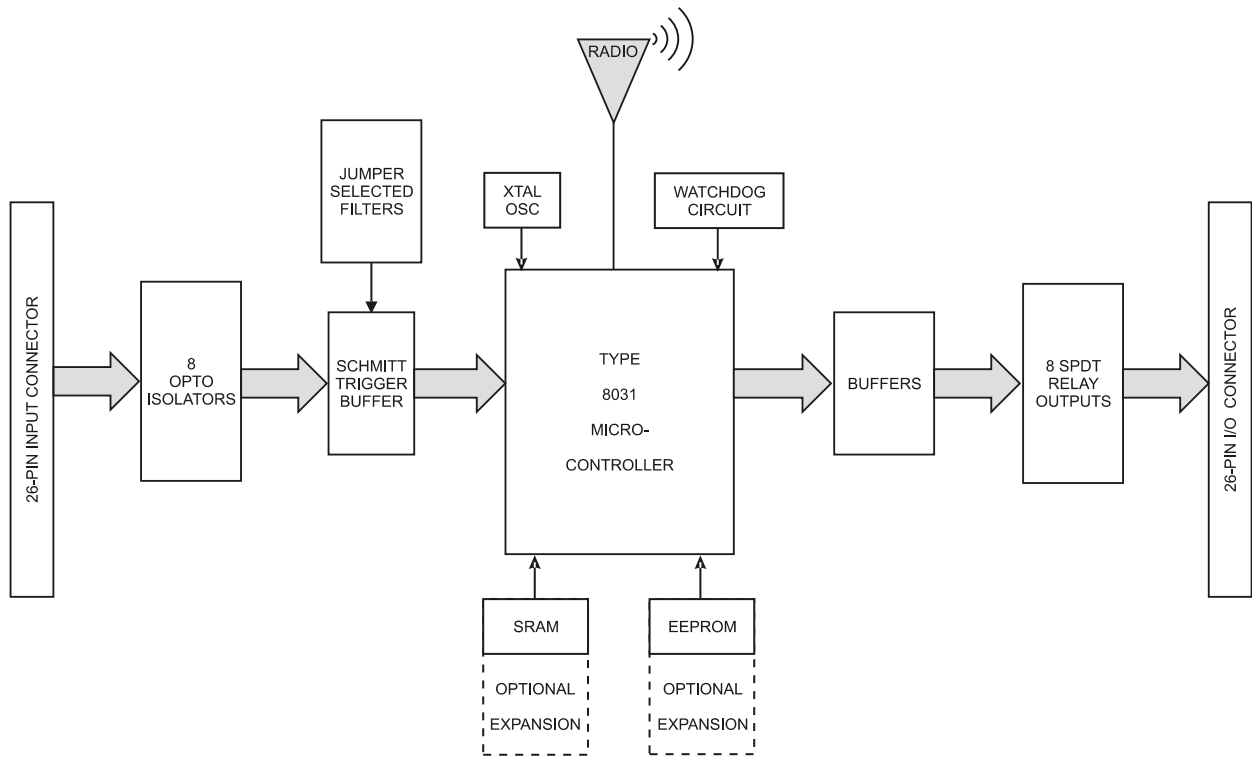 RADIO
JUMPER
SELECTED
FILTERS
XTAL
OSC
WATCHDOG
CIRCUIT
26-PIN INPUT CONNECTOR
8
OPTO
ISOLATORS
SCHMITT
TRIGGER
BUFFER
TYPE
8031
MICRO-
CONTROLLER
BUFFERS
8 SPDT
RELAY
OUTPUTS
26-PIN I/O CONNECTOR
SRAM
OPTIONAL
EXPANSION
EEPROM
OPTIONAL
EXPANSION